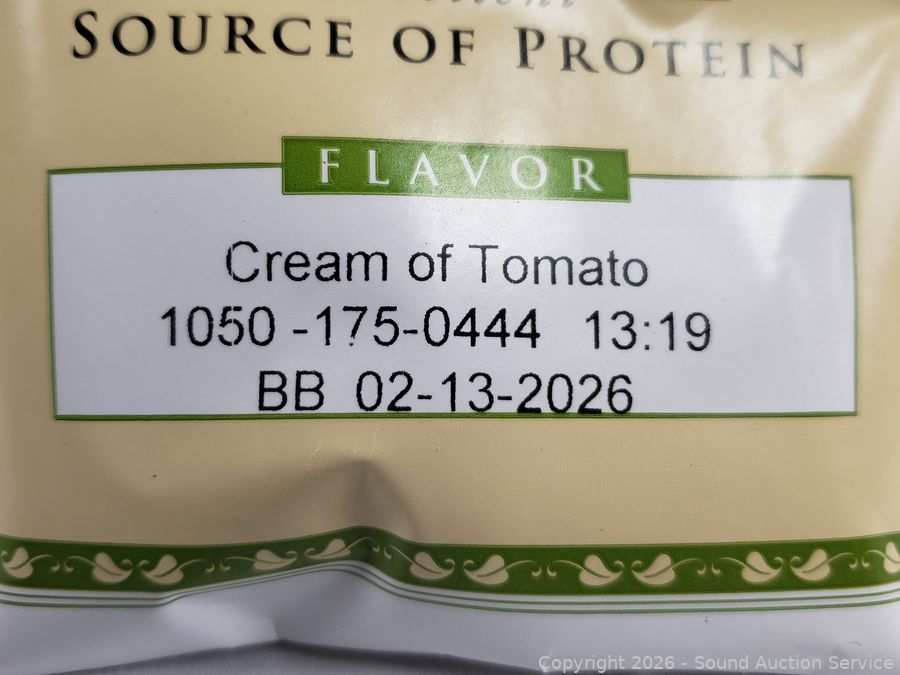 SOURCE OF PROTEIN
FLAVOR
Cream of Tomato
1050 -175-0444 13:19
BB 02-13-2026
Copyright 2026 - Sound Auction Service